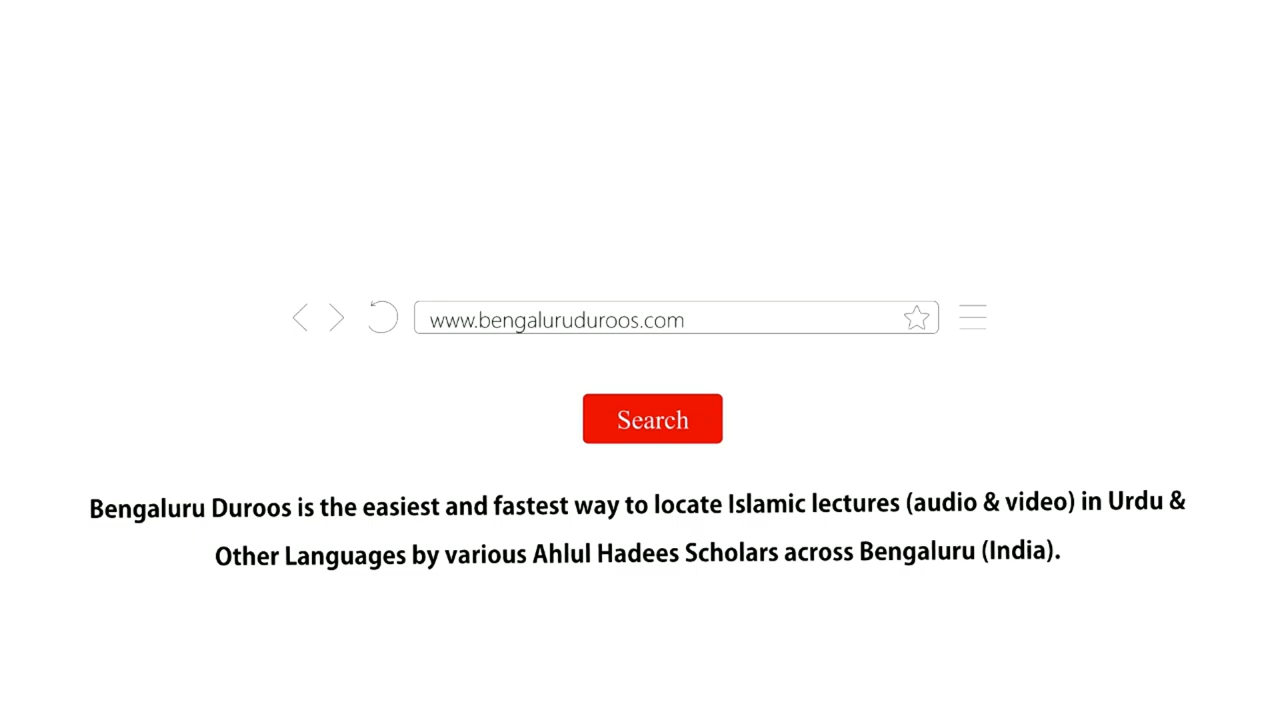 www.bengaluruduroos.com
Search
Bengaluru Duroos is the easiest and fastest way to locate Islamic lectures (audio & video) in Urdu &
Other Languages by various Ahlul Hadees Scholars across Bengaluru (India).